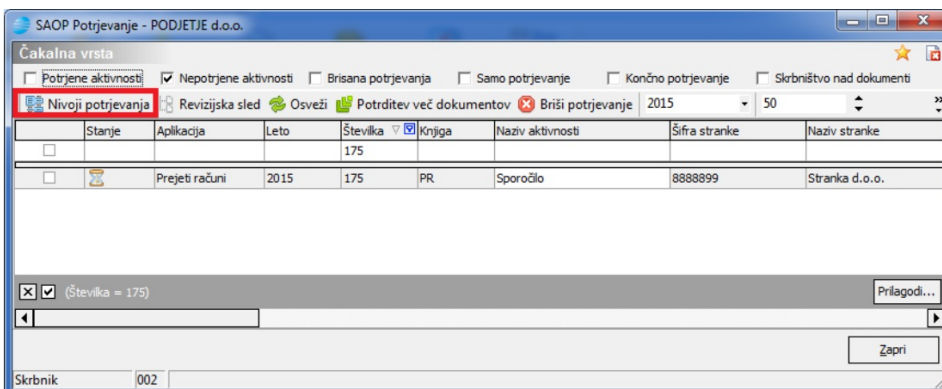 SAOP Potrjevanje - PODJETJE d.o.o.
Čakalna vrsta
Potrjene aktivnosti Nepotrjene aktivnosti Brisana potrjevanja Samo potrjevanje Končno potrjevanje Skrbništvo nad dokumenti
Nivoji potrjevanja Revizijska sled Osveži Potrditev več dokumentov Briši potrjevanje 2015 50
Stanje Aplikacija Leto Številka Knjiga Naziv aktivnosti Šifra stranke Naziv stranke
175
Prejeti računi 2015 175 PR Sporočilo 8888899 Stranka d.o.o.
(Številka = 175) Prilagodi...
Zapri
Skrbnik 002